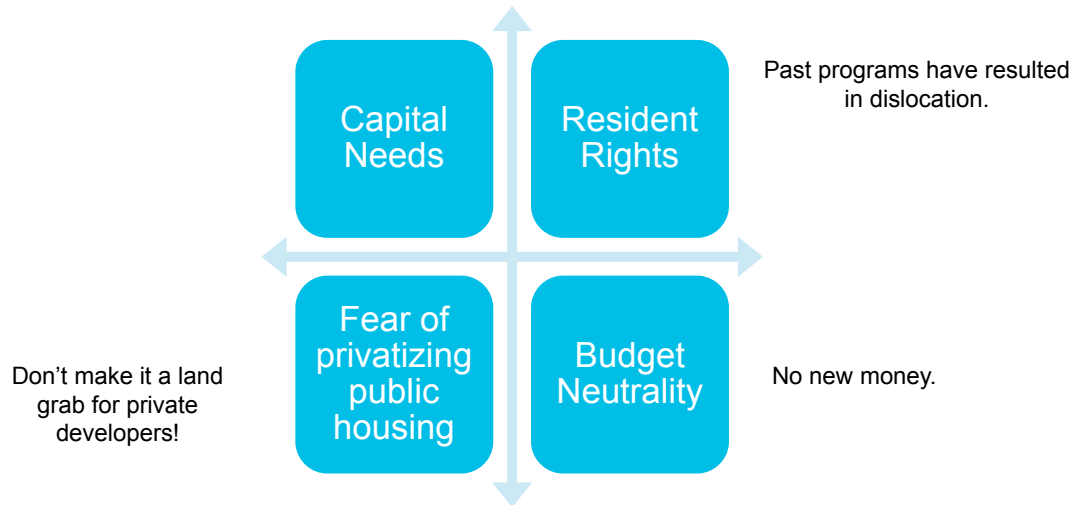 Capital
Needs
Resident
Rights
Past programs have resulted
in dislocation.
Fear of
privatizing
public
housing
Budget
Neutrality
Don’t make it a land
grab for private
developers!
No new money.